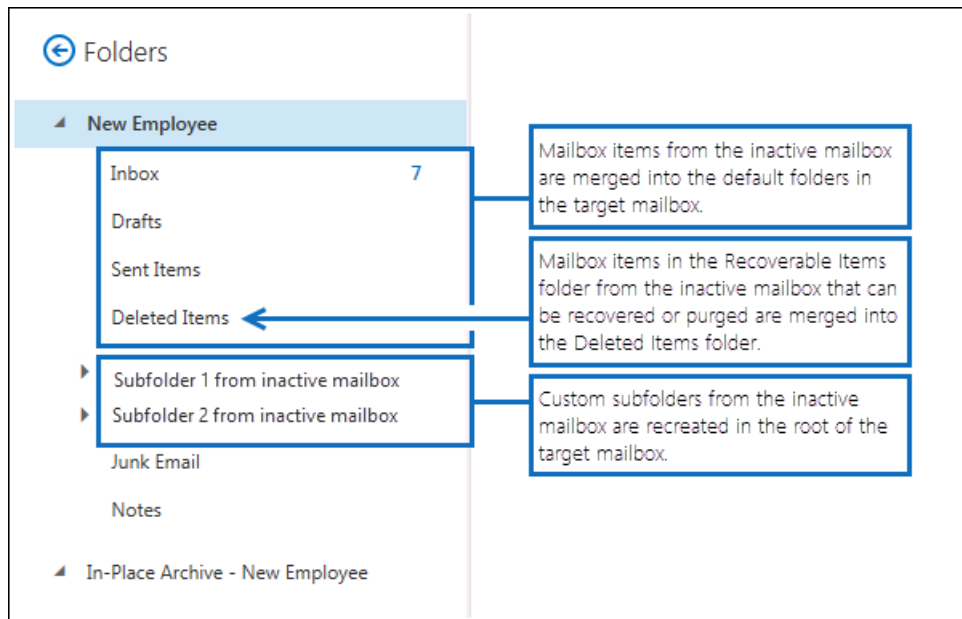 Folders
New Employee
Inbox 7
Drafts
Sent Items
Deleted Items
Subfolder 1 from inactive mailbox
Subfolder 2 from inactive mailbox
Junk Email
Notes
In-Place Archive - New Employee
Mailbox items from the inactive mailbox
are merged into the default folders in
the target mailbox.
Mailbox items in the Recoverable Items
folder from the inactive mailbox that can
be recovered or purged are merged into
the Deleted Items folder.
Custom subfolders from the inactive
mailbox are recreated in the root of the
target mailbox.